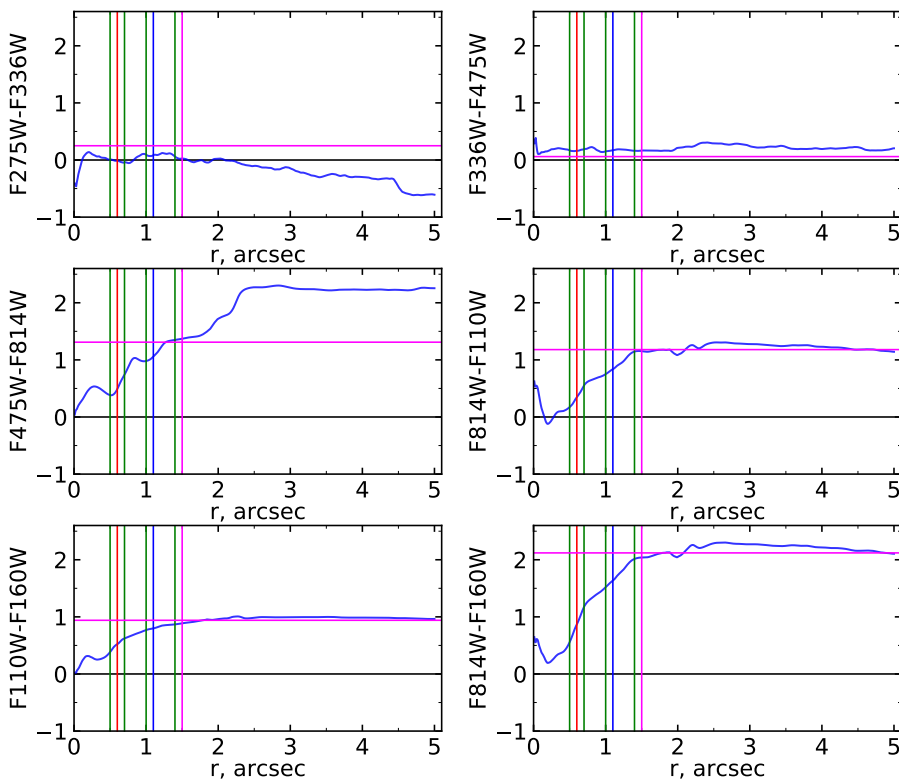 F275W-F336W
2
1
0
−1
0 1 2 3 4 5
r, arcsec
F336W-F475W
2
1
0
−1
0 1 2 3 4 5
r, arcsec
F475W-F814W
2
1
0
−1
0 1 2 3 4 5
r, arcsec
F814W-F110W
2
1
0
−1
0 1 2 3 4 5
r, arcsec
F110W-F160W
2
1
0
−1
0 1 2 3 4 5
r, arcsec
F814W-F160W
2
1
0
−1
0 1 2 3 4 5
r, arcsec